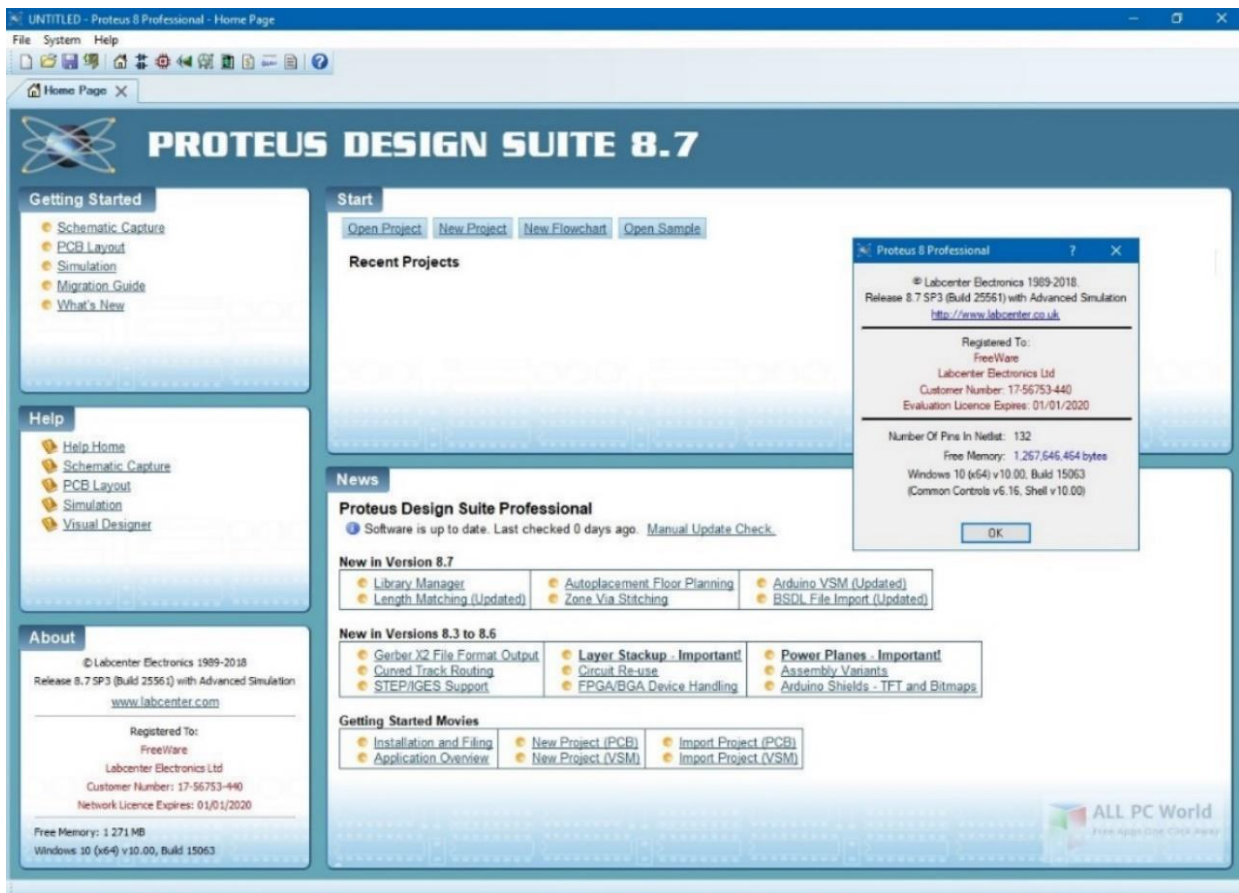 UNTITLED - Proteus 8 Professional - Home Page
File System Help
Home Page
PROTEUS DESIGN SUITE 8.7
Getting Started
Schematic Capture
PCB Layout
Simulation
Migration Guide
What's New
Help
Help Home
Schematic Capture
PCB Layout
Simulation
Visual Designer
About
© Labcenter Electronics 1989-2018
Release 8.7 SP3 (Build 25561) with Advanced Simulation
www.labcenter.com
Registered To:
FreeWare
Labcenter Electronics Ltd
Customer Number: 17-56753-440
Network Licence Expires: 01/01/2020
Free Memory: 1 271 MB
Windows 10 (x64) v10.00, Build 15063
Start
Open Project New Project New Flowchart Open Sample
Recent Projects
Proteus 8 Professional ?
© Labcenter Electronics 1989-2018.
Release 8.7 SP3 (Build 25561) with Advanced Simulation
http://www.labcenter.co.uk
Registered To:
FreeWare
Labcenter Electronics Ltd
Customer Number: 17-56753-440
Evaluation Licence Expires: 01/01/2020
Number Of Pins In Netlist: 132
Free Memory: 1,267,646,464 bytes
Windows 10 (x64) v10.00, Build 15063
(Common Controls v6.16, Shell v10.00)
OK
News
Proteus Design Suite Professional
Software is up to date. Last checked 0 days ago. Manual Update Check.
New in Version 8.7
Library Manager Autoplacement Floor Planning Arduino VSM (Updated)
Length Matching (Updated) Zone Via Stitching BSDL File Import (Updated)
New in Versions 8.3 to 8.6
Gerber X2 File Format Output Layer Stackup - Important! Power Planes - Important!
Curved Track Routing Circuit Re-use Assembly Variants
STEP/IGES Support FPGA/BGA Device Handling Arduino Shields - TFT and Bitmaps
Getting Started Movies
Installation and Filing New Project (PCB) Import Project (PCB)
Application Overview New Project (VSM) Import Project (VSM)
ALL PC World
Free Apps One Click Away